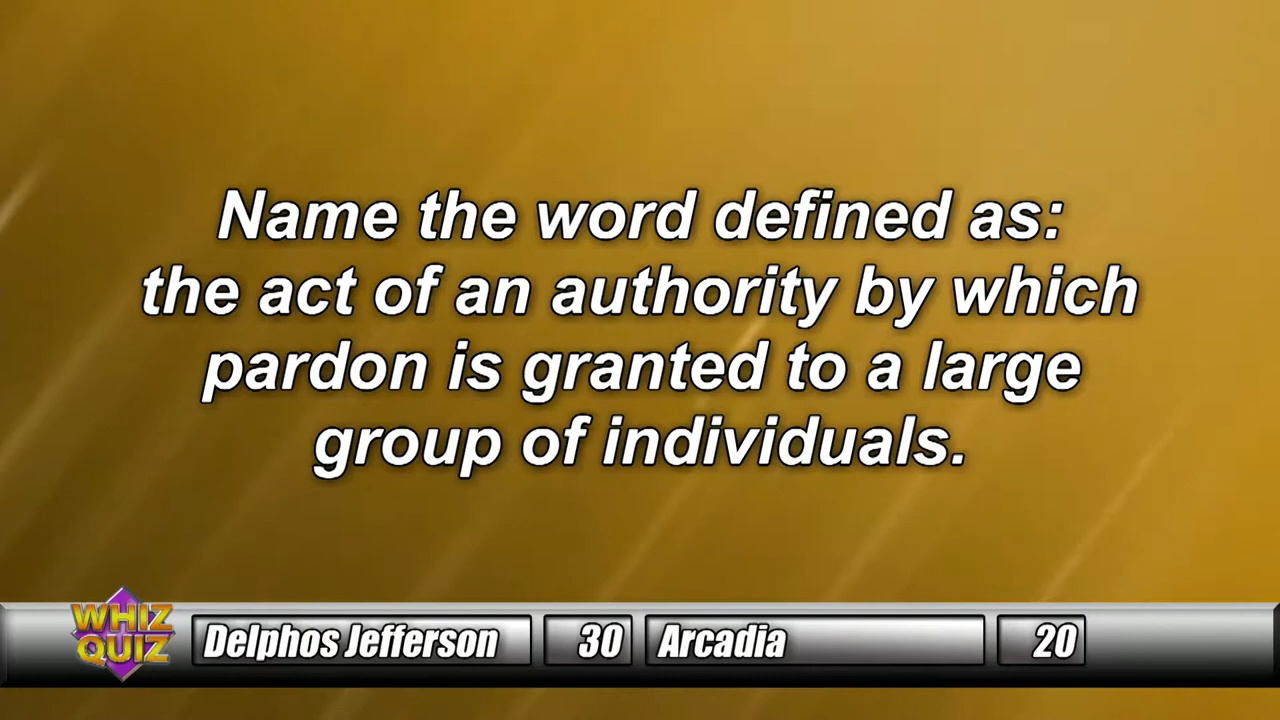 Name the word defined as:
the act of an authority by which
pardon is granted to a large
group of individuals.
WHIZ
QUIZ
Delphos Jefferson 30 Arcadia 20